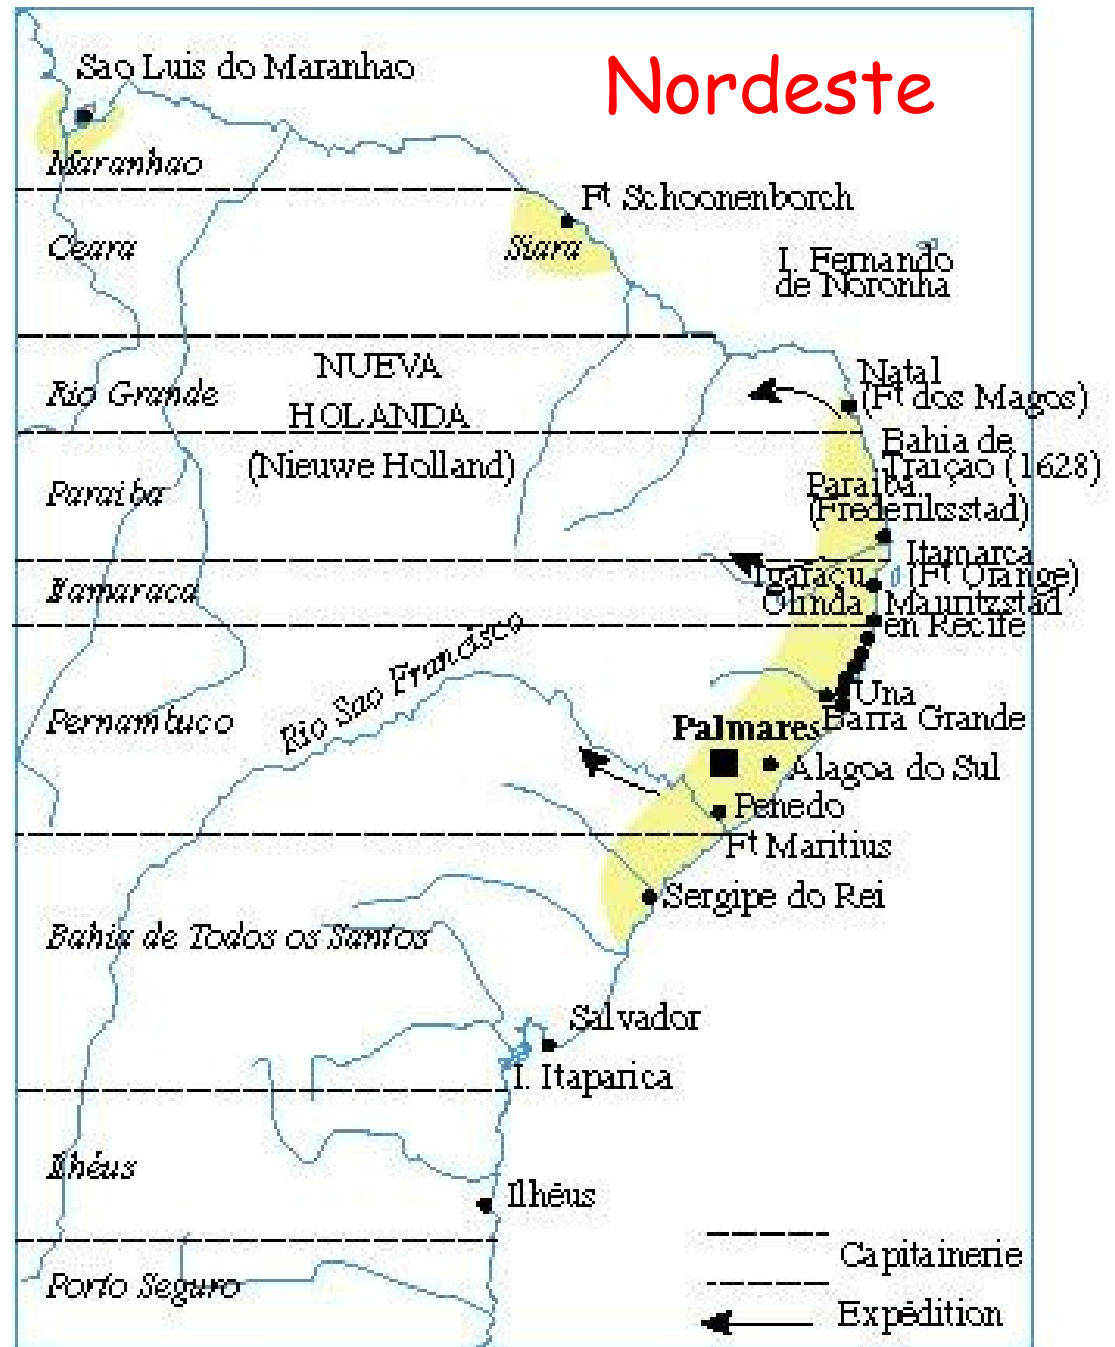 Nordeste
Sao Luis do Maranhao
Maranhao
Ft Schoonenborch
Ceara
Siara
I. Fernando
de Noronha
NUEVA
HOLANDA
(Nieuwe Holland)
Rio Grande
Natal
(Ft dos Magos)
Bahia de
Traiçao (1628)
Paraiba
Paraiba
(Frederiksstad)
Itamarca
(Ft Orange)
Igaraçu
Olinda
Mauritzstad
en Recife
Itamaraca
Rio Sao Francisco
Pernambuco
Una
Barra Grande
Palmares
Alagoa do Sul
Penedo
Ft Maritius
Sergipe do Rei
Bahia de Todos os Santos
Salvador
I. Itaparica
Ilhéus
Ilhéus
Porto Seguro
Capitainerie
Expédition